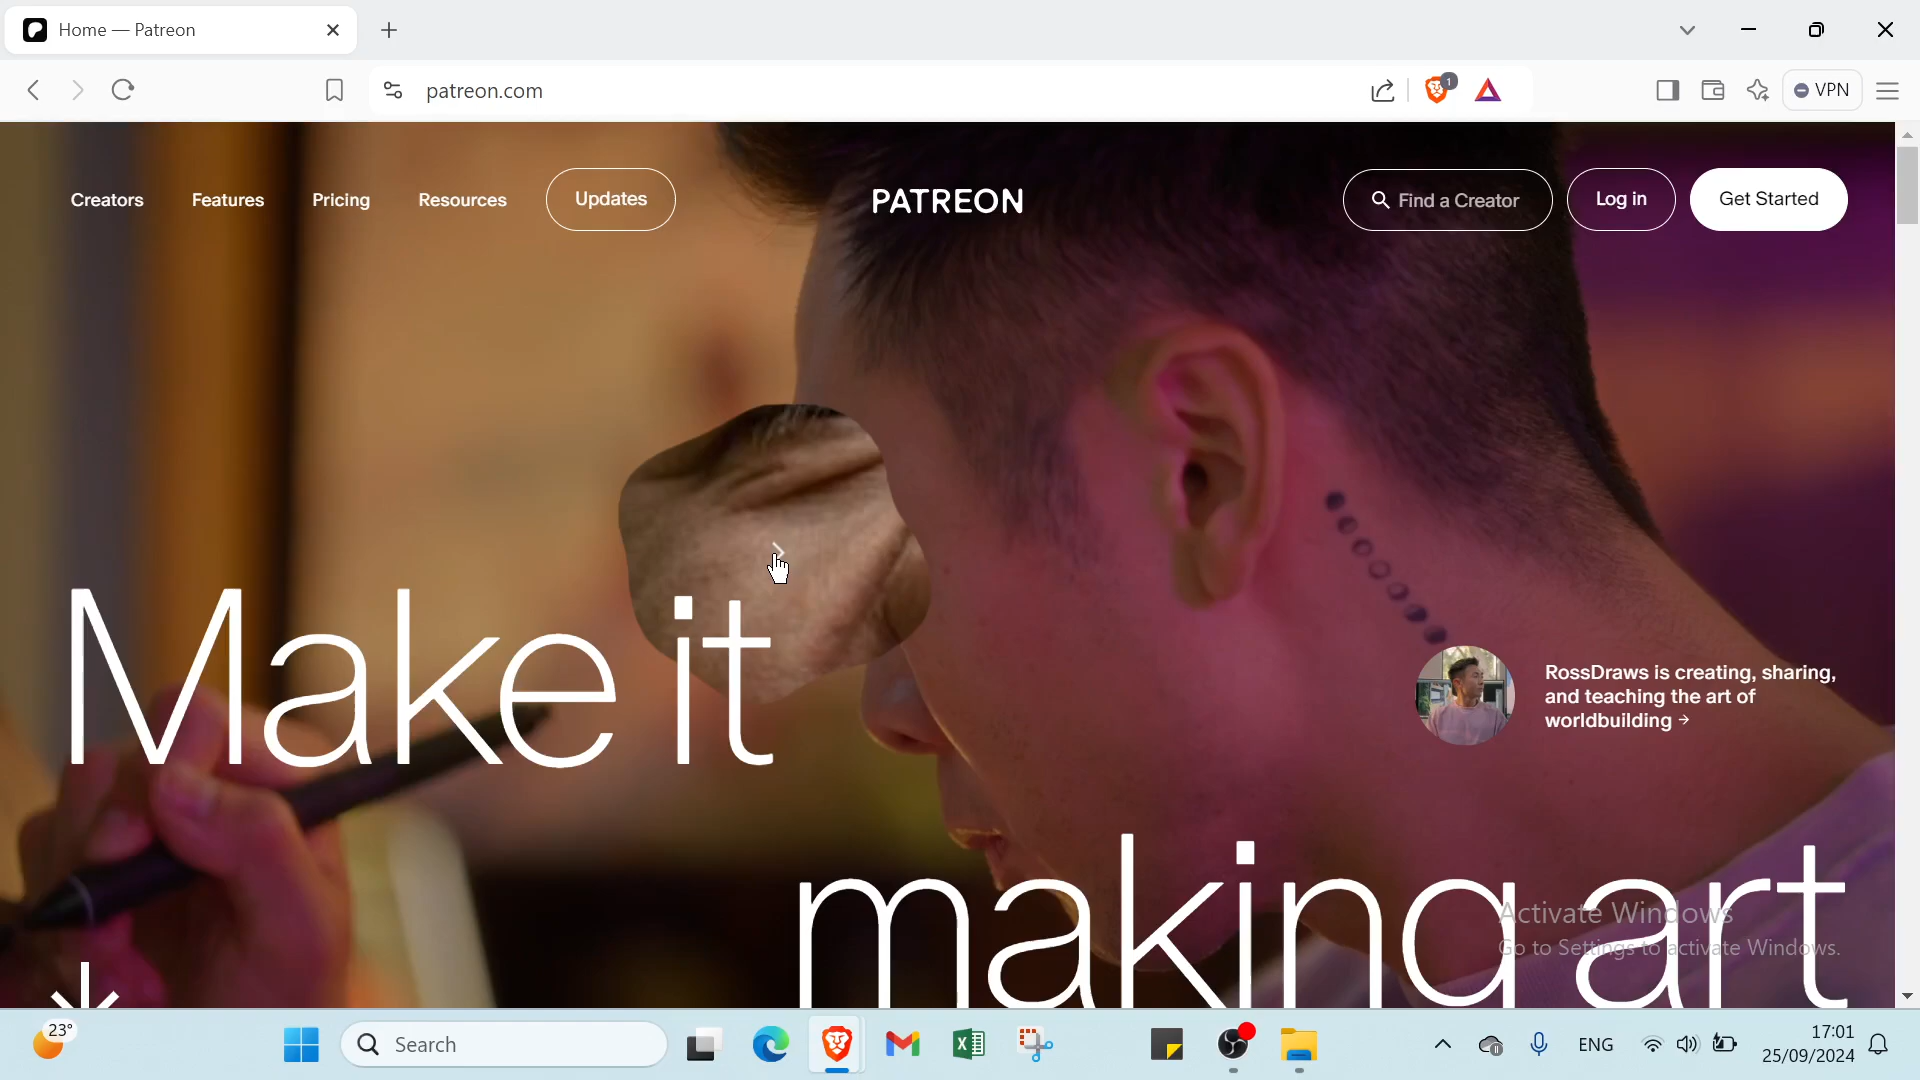 Home — Patreon
patreon.com
1
VPN
Creators
Features
Pricing
Resources
Updates
PATREON
Find a Creator
Log in
Get Started
Make it
RossDraws is creating, sharing,
and teaching the art of
worldbuilding →
making art
Activate Windows
Go to Settings to activate Windows.
23°
Search
ENG
17:01
25/09/2024